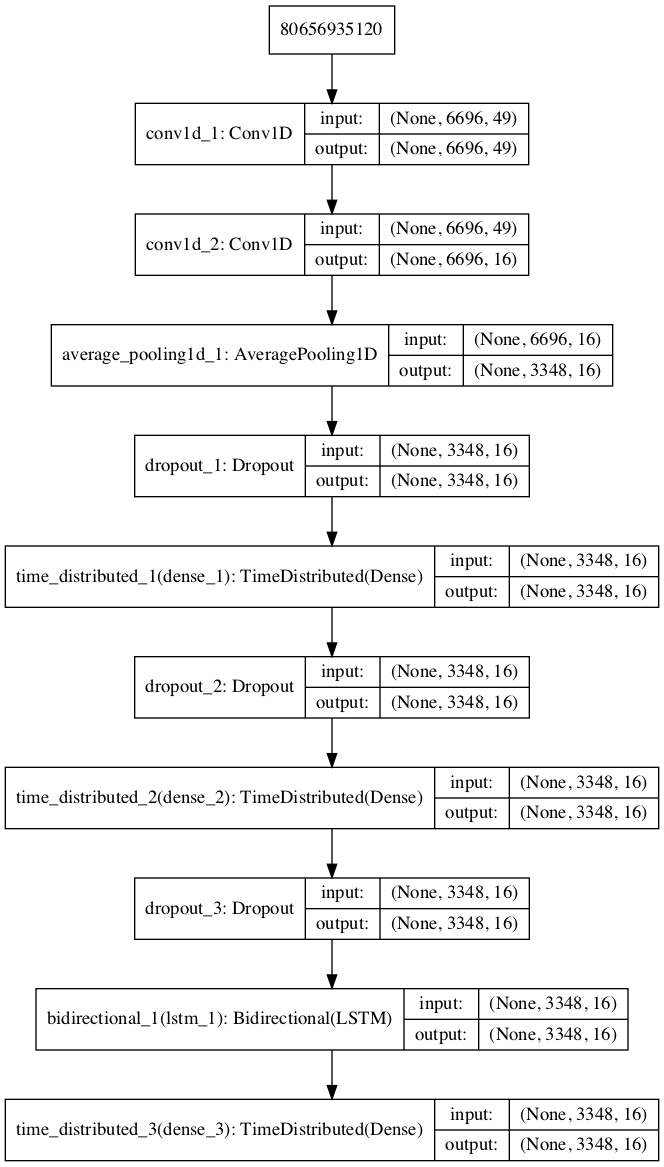 80656935120
conv1d_1: Conv1D
input:
(None, 6696, 49)
output:
(None, 6696, 49)
conv1d_2: Conv1D
input:
(None, 6696, 49)
output:
(None, 6696, 16)
average_pooling1d_1: AveragePooling1D
input:
(None, 6696, 16)
output:
(None, 3348, 16)
dropout_1: Dropout
input:
(None, 3348, 16)
output:
(None, 3348, 16)
time_distributed_1(dense_1): TimeDistributed(Dense)
input:
(None, 3348, 16)
output:
(None, 3348, 16)
dropout_2: Dropout
input:
(None, 3348, 16)
output:
(None, 3348, 16)
time_distributed_2(dense_2): TimeDistributed(Dense)
input:
(None, 3348, 16)
output:
(None, 3348, 16)
dropout_3: Dropout
input:
(None, 3348, 16)
output:
(None, 3348, 16)
bidirectional_1(lstm_1): Bidirectional(LSTM)
input:
(None, 3348, 16)
output:
(None, 3348, 16)
time_distributed_3(dense_3): TimeDistributed(Dense)
input:
(None, 3348, 16)
output:
(None, 3348, 16)